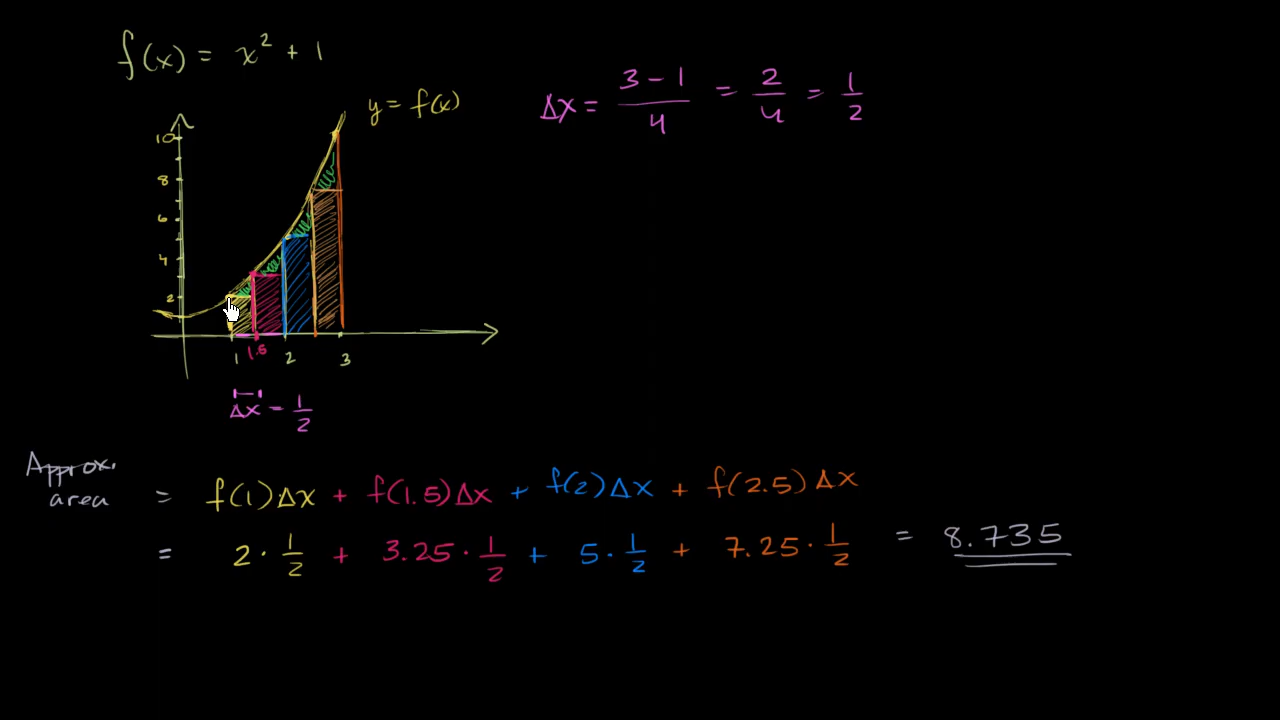 f(x) = x² + 1
y = f(x)
Δx = (3 - 1)/4 = 2/4 = 1/2
10
8
6
4
2
1 1.5 2 3
Δx = 1/2
Approx.
area = f(1)Δx + f(1.5)Δx + f(2)Δx + f(2.5)Δx
= 2 · 1/2 + 3.25 · 1/2 + 5 · 1/2 + 7.25 · 1/2 = 8.735